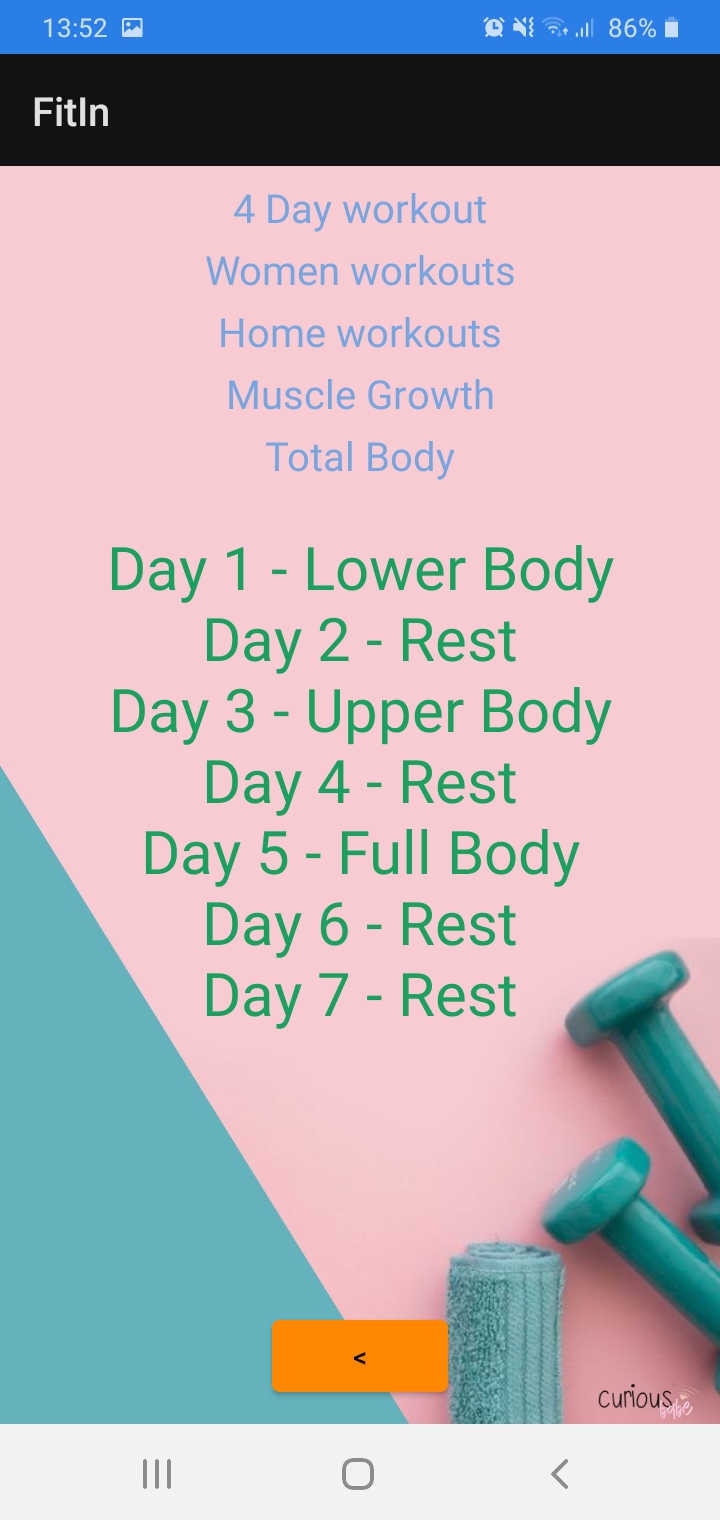 13:52 86%
FitIn
4 Day workout
Women workouts
Home workouts
Muscle Growth
Total Body
Day 1 - Lower Body
Day 2 - Rest
Day 3 - Upper Body
Day 4 - Rest
Day 5 - Full Body
Day 6 - Rest
Day 7 - Rest
<
curious
babe